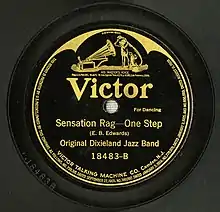 "HIS MASTER'S VOICE"
Victor
For Dancing
Sensation Rag—One Step
(E. B. Edwards)
Original Dixieland Jazz Band
18483-B
VICTOR TALKING MACHINE CO. Camden, N.J.